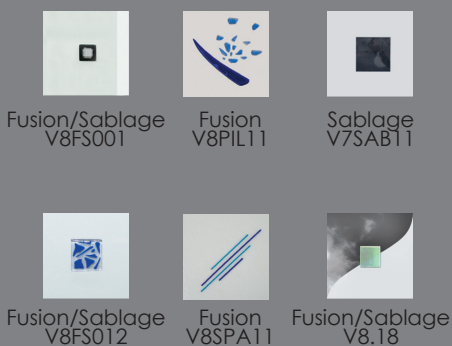 Fusion/Sablage
V8FS001
Fusion
V8PIL11
Sablage
V7SAB11
Fusion/Sablage
V8FS012
Fusion
V8SPA11
Fusion/Sablage
V8.18